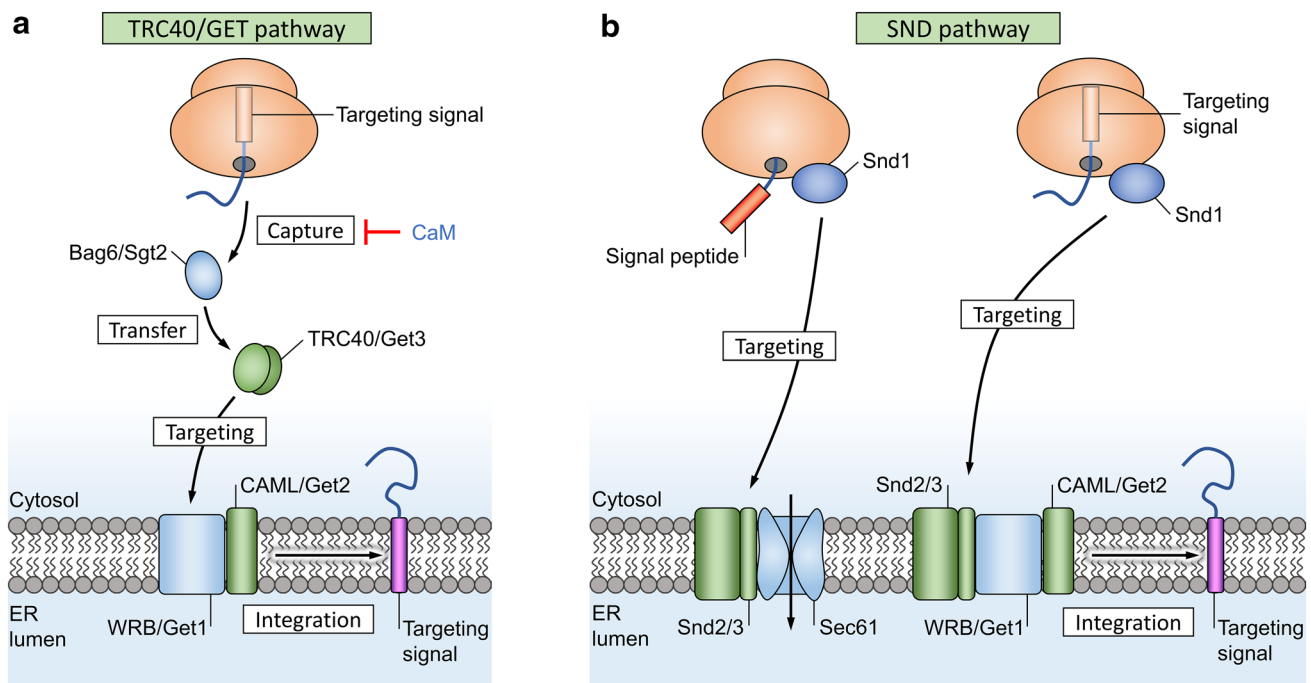 a
TRC40/GET pathway
Targeting signal
Capture
CaM
Bag6/Sgt2
Transfer
TRC40/Get3
Targeting
CAML/Get2
Cytosol
ER
lumen
WRB/Get1
Integration
Targeting
signal
b
SND pathway
Snd1
Signal peptide
Targeting
signal
Snd1
Targeting
Targeting
Cytosol
Snd2/3
CAML/Get2
ER
lumen
Snd2/3
Sec61
WRB/Get1
Integration
Targeting
signal